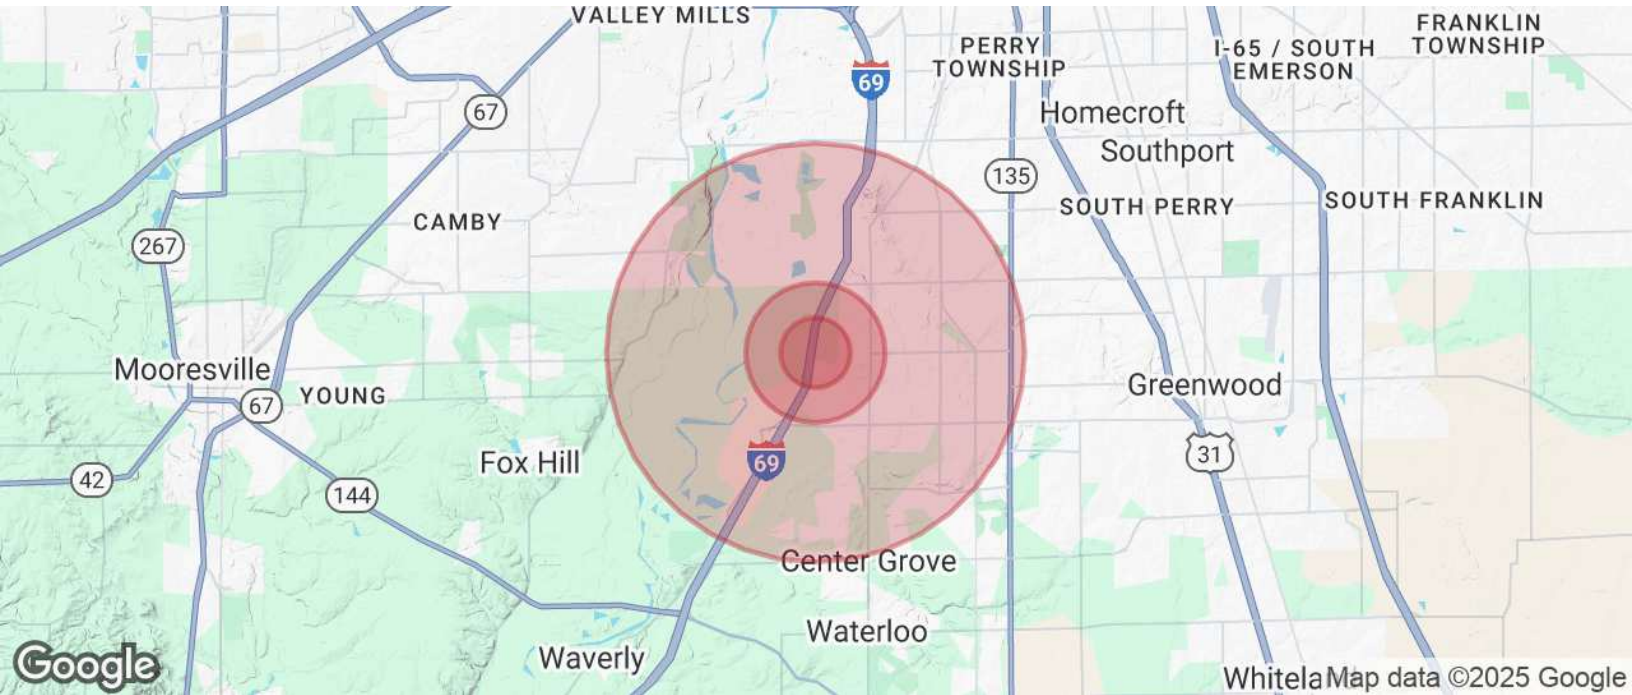 VALLEY MILLS
FRANKLIN
TOWNSHIP
PERRY
TOWNSHIP
I-65 / SOUTH
EMERSON
69
67
Homecroft
Southport
135
SOUTH PERRY
SOUTH FRANKLIN
CAMBY
267
Mooresville
YOUNG
67
Greenwood
31
Fox Hill
69
42
144
Center Grove
Waterloo
Waverly
Google
Whitela
Map data ©2025 Google